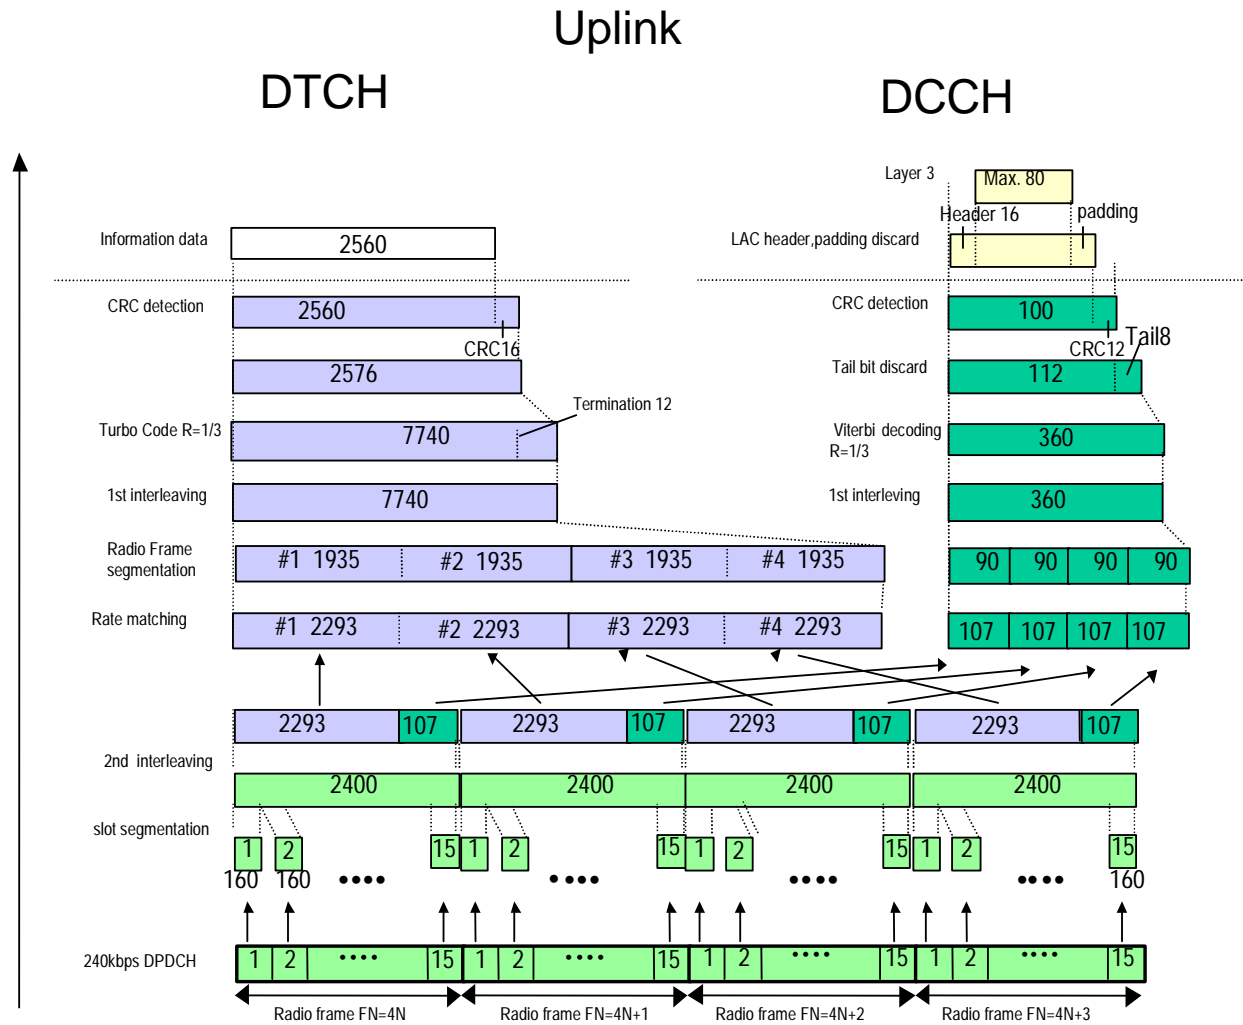 Uplink
DTCH
DCCH
Layer 3
Max. 80
Header 16
padding
Information data
2560
LAC header,padding discard
CRC detection
2560
CRC16
CRC detection
100
CRC12
Tail8
2576
Tail bit discard
112
Termination 12
Turbo Code R=1/3
7740
Viterbi decoding
R=1/3
360
1st interleaving
7740
1st interleving
360
Radio Frame
segmentation
#1 1935
#2 1935
#3 1935
#4 1935
90
90
90
90
Rate matching
#1 2293
#2 2293
#3 2293
#4 2293
107
107
107
107
2293
107
2293
107
2293
107
2293
107
2nd interleaving
2400
2400
2400
2400
slot segmentation
1
2
15
1
2
15
1
2
15
1
2
15
160
160
160
240kbps DPDCH
1
2
15
1
2
15
1
2
15
1
2
15
Radio frame FN=4N
Radio frame FN=4N+1
Radio frame FN=4N+2
Radio frame FN=4N+3